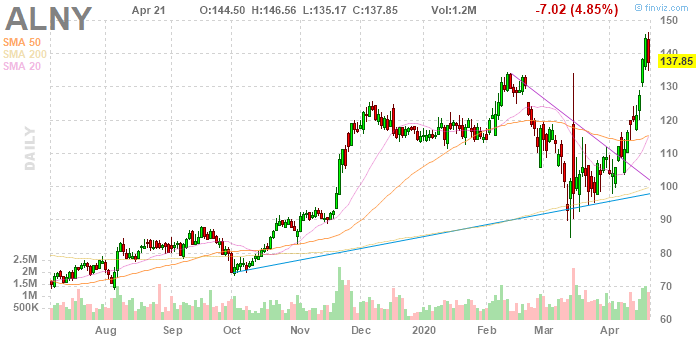 ALNY Apr 21 O:144.50 H:146.56 L:135.17 C:137.85 Vol:1.2M -7.02 (4.85%)
© finviz.com
SMA 50
SMA 200
SMA 20
DAILY
150
140
137.85
130
120
110
100
90
80
70
60
2.5M
2M
1.5M
1M
500K
Aug Sep Oct Nov Dec 2020 Feb Mar Apr